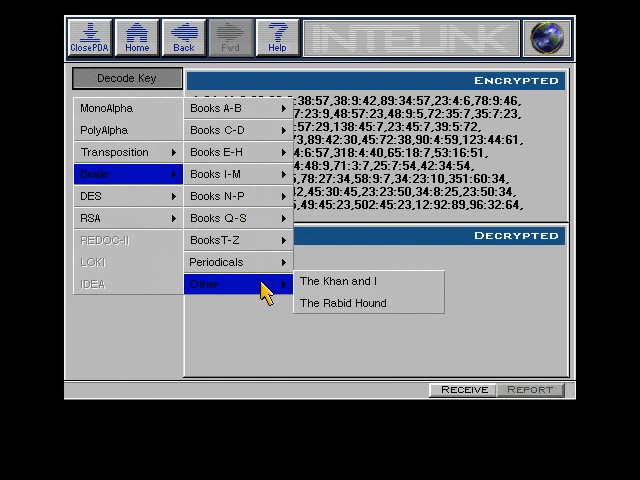 ClosePDA
Home
Back
Fwd
Help
INTELINK
Decode Key
ENCRYPTED
MonoAlpha
PolyAlpha
Transposition
Beale
DES
RSA
REDOC-II
LOKI
IDEA
Books A-B
Books C-D
Books E-H
Books I-M
Books N-P
Books Q-S
BooksT-Z
Periodicals
Other
The Khan and I
The Rabid Hound
:38:57,38:9:42,89:34:57,23:4:6,78:9:46,
:7:23:9,48:57:23,48:9:5,72:35:7,35:7:23,
:57:29,138:45:7,23:45:7,39:5:72,
73,89:42:30,45:72:38,90:4:59,123:44:61,
:4:6:57,318:4:40,65:18:7,53:16:51,
,48:48:9,71:3:7,25:7:54,42:34:54,
,78:27:34,58:9:7,34:23:10,351:60:34,
:42,45:30:45,23:23:50,34:8:25,23:50:34,
:5,49:45:23,502:45:23,12:92:89,96:32:64,
DECRYPTED
RECEIVE
REPORT